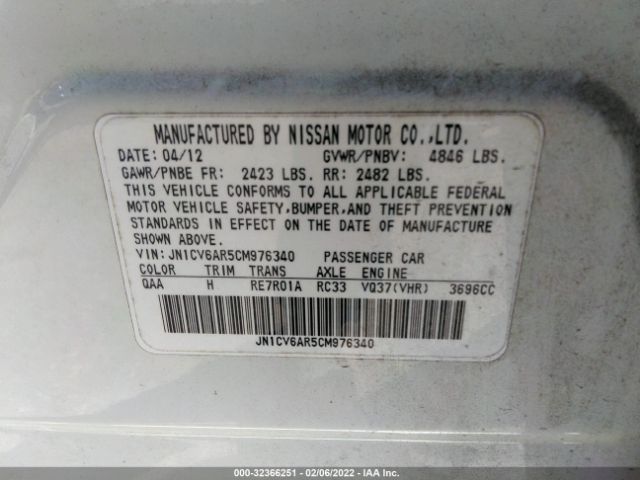 MANUFACTURED BY NISSAN MOTOR CO.,LTD.
DATE: 04/12 GVWR/PNBV: 4846 LBS.
GAWR/PNBE FR: 2423 LBS. RR: 2482 LBS.
THIS VEHICLE CONFORMS TO ALL APPLICABLE FEDERAL
MOTOR VEHICLE SAFETY,BUMPER,AND THEFT PREVENTION
STANDARDS IN EFFECT ON THE DATE OF MANUFACTURE
SHOWN ABOVE.
VIN: JN1CV6AR5CM976340 PASSENGER CAR
COLOR TRIM TRANS AXLE ENGINE
QAA H RE7R01A RC33 VQ37(VHR) 3696CC
JN1CV6AR5CM976340
000-32366251 - 02/06/2022 - IAA Inc.